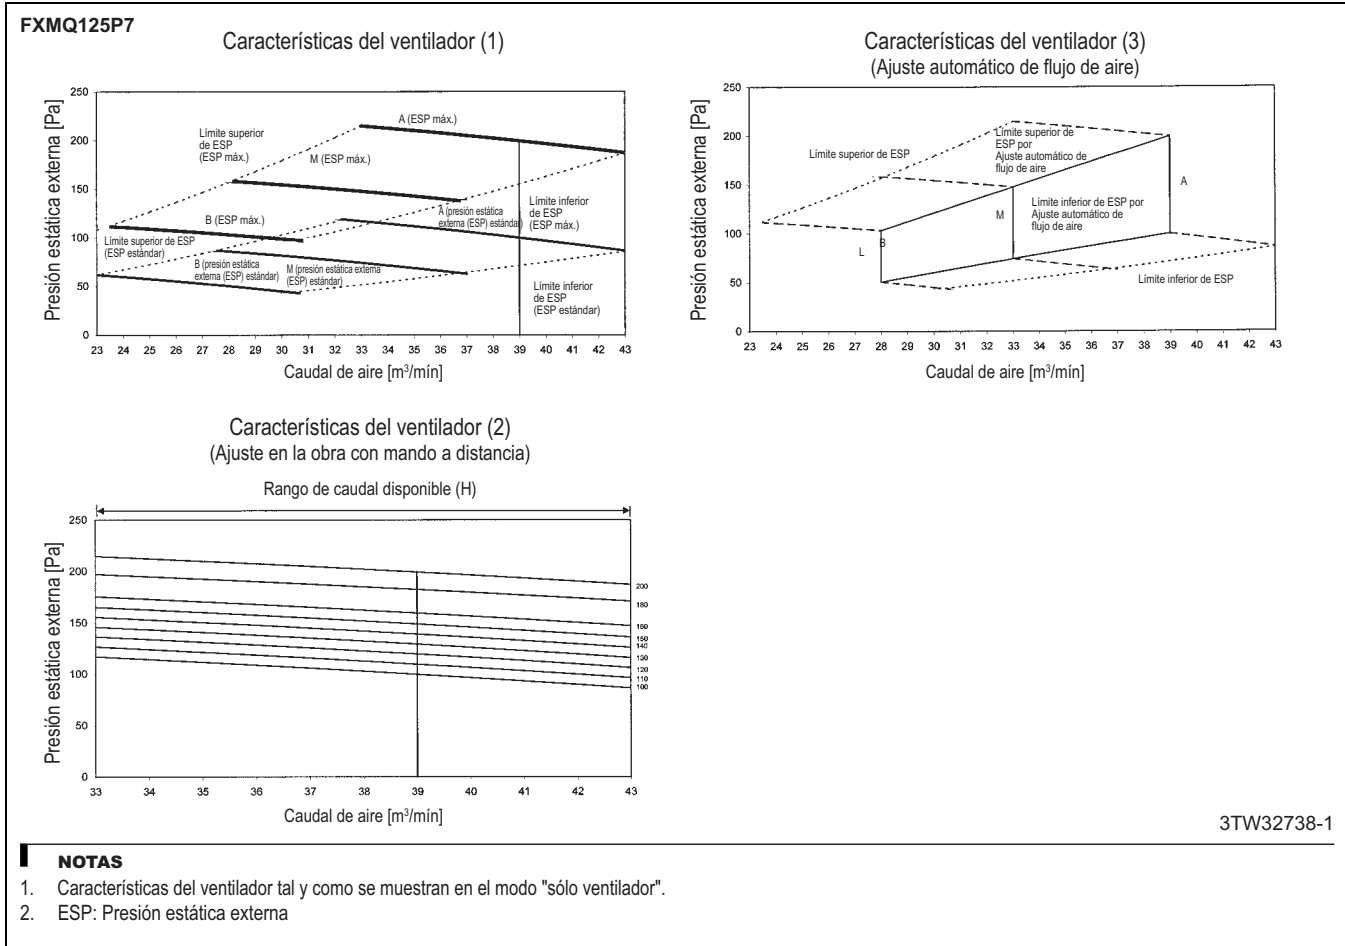 FXMQ125P7
Características del ventilador (1)
Presión estática externa [Pa]
250
200
150
100
50
0
Límite superior
de ESP
(ESP máx.)
A (ESP máx.)
M (ESP máx.)
B (ESP máx.)
Límite superior de ESP
(ESP estándar)
A (presión estática
externa (ESP) estándar)
Límite inferior
de ESP
(ESP máx.)
B (presión estática
externa (ESP) estándar)
M (presión estática externa
(ESP) estándar)
Límite inferior
de ESP
(ESP estándar)
23 24 25 26 27 28 29 30 31 32 33 34 35 36 37 38 39 40 41 42 43
Caudal de aire [m³/mín]
Características del ventilador (3)
(Ajuste automático de flujo de aire)
Presión estática externa [Pa]
250
200
150
100
50
0
Límite superior de ESP
Límite superior de
ESP por
Ajuste automático de
flujo de aire
A
M
Límite inferior de ESP por
Ajuste automático de
flujo de aire
B
L
Límite inferior de ESP
23 24 25 26 27 28 29 30 31 32 33 34 35 36 37 38 39 40 41 42 43
Caudal de aire [m³/mín]
Características del ventilador (2)
(Ajuste en la obra con mando a distancia)
Rango de caudal disponible (H)
Presión estática externa [Pa]
250
200
150
100
50
0
200
180
160
150
140
130
120
110
100
33 34 35 36 37 38 39 40 41 42 43
Caudal de aire [m³/mín]
3TW32738-1
NOTAS
1. Características del ventilador tal y como se muestran en el modo "sólo ventilador".
2. ESP: Presión estática externa